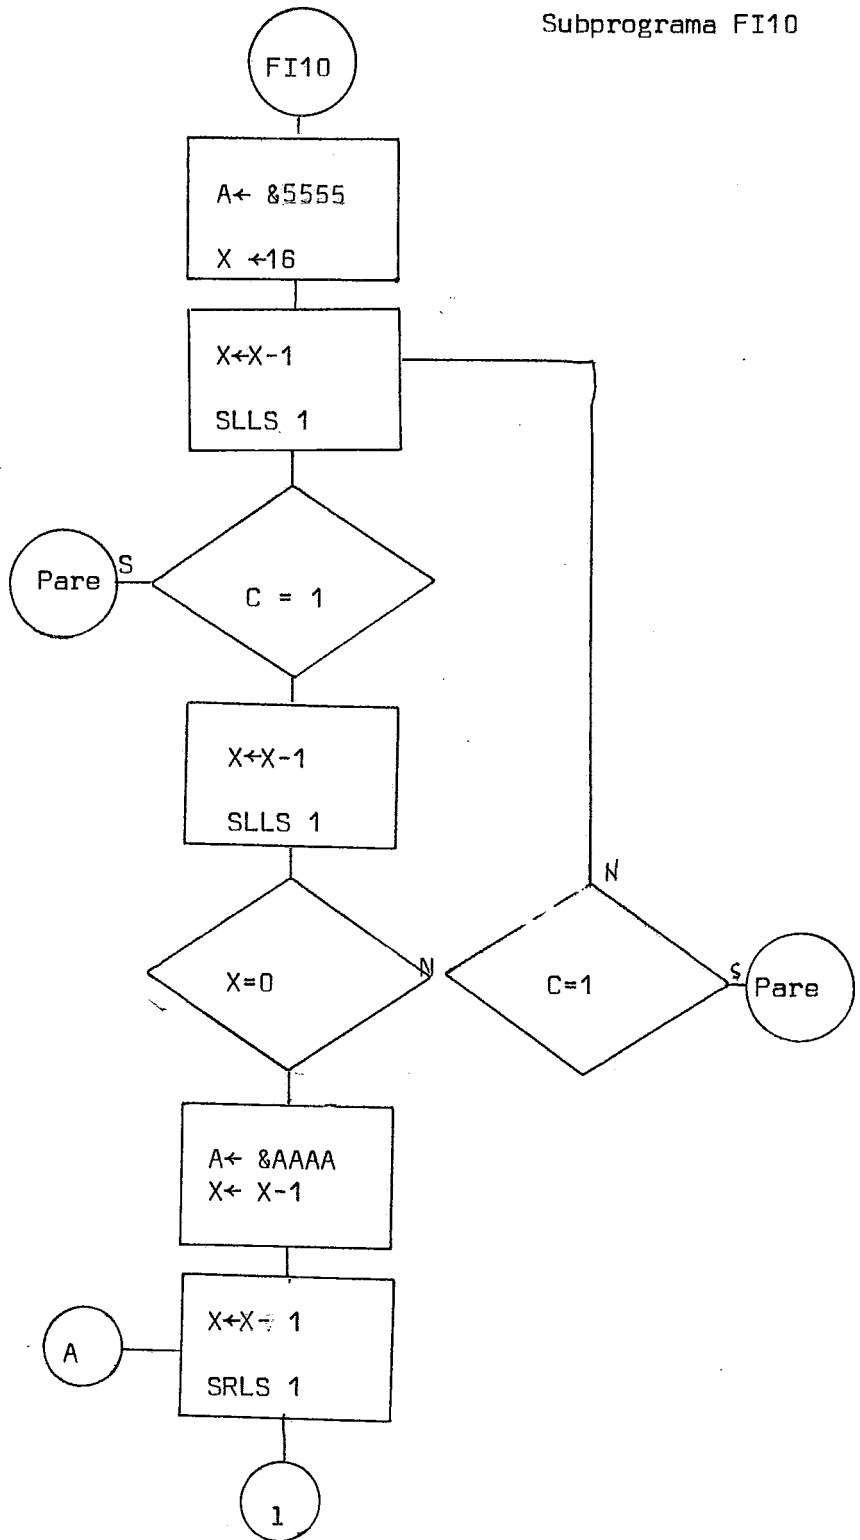 Subprograma FI10
FI10
A← &5555
X ←16
X←X-1
SLLS 1
Pare
S
C = 1
X←X-1
SLLS 1
N
X=0
N
C=1
S
Pare
A← &AAAA
X← X-1
X←X- 1
A
SRLS 1
1